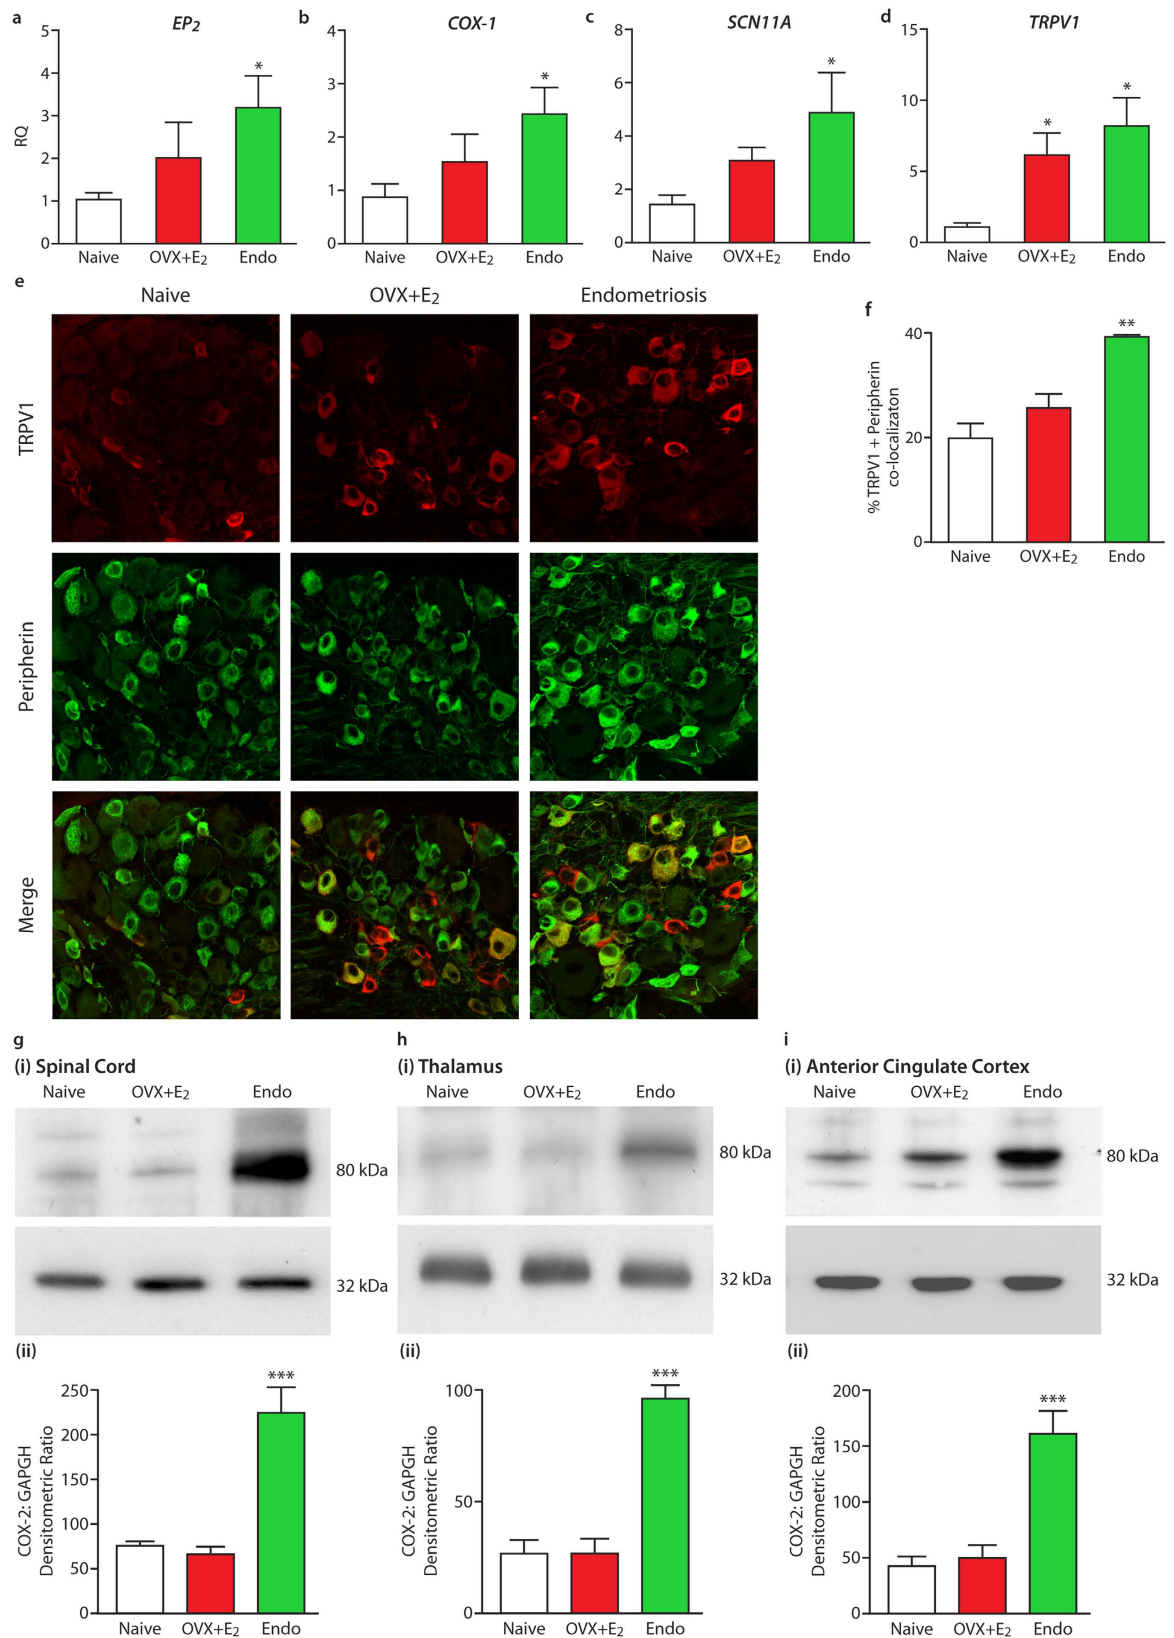 a
EP2
5
4
3
2
1
0
RQ
Naive OVX+E2 Endo
*
b
COX-1
4
3
2
1
0
Naive OVX+E2 Endo
*
c
SCN11A
8
6
4
2
0
Naive OVX+E2 Endo
*
d
TRPV1
15
10
5
0
Naive OVX+E2 Endo
*
*
e
Naive OVX+E2 Endometriosis
TRPV1
Peripherin
Merge
f
% TRPV1 + Peripherin
co-localizaton
40
20
0
Naive OVX+E2 Endo
**
g
(i) Spinal Cord
Naive OVX+E2 Endo
80 kDa
32 kDa
(ii)
COX-2: GAPGH
Densitometric Ratio
250
200
150
100
50
0
Naive OVX+E2 Endo
***
h
(i) Thalamus
Naive OVX+E2 Endo
80 kDa
32 kDa
(ii)
COX-2: GAPGH
Densitometric Ratio
100
50
0
Naive OVX+E2 Endo
***
i
(i) Anterior Cingulate Cortex
Naive OVX+E2 Endo
80 kDa
32 kDa
(ii)
COX-2: GAPGH
Densitometric Ratio
200
150
100
50
0
Naive OVX+E2 Endo
***